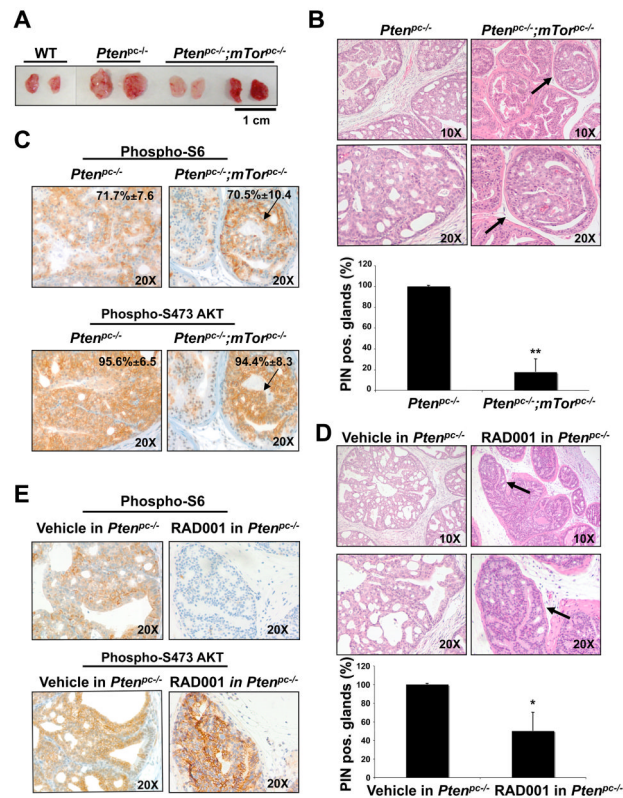 A
WT Pten^pc-/- Pten^pc-/-;mTor^pc-/-
1 cm
B
Pten^pc-/- Pten^pc-/-;mTor^pc-/-
10X 10X
20X 20X
PIN pos. glands (%)
120
100
80
60
40
20
0
**
Pten^pc-/- Pten^pc-/-;mTor^pc-/-
C
Phospho-S6
Pten^pc-/- Pten^pc-/-;mTor^pc-/-
71.7%±7.6 70.5%±10.4
20X 20X
Phospho-S473 AKT
Pten^pc-/- Pten^pc-/-;mTor^pc-/-
95.6%±6.5 94.4%±8.3
20X 20X
D
Vehicle in Pten^pc-/- RAD001 in Pten^pc-/-
10X 10X
20X 20X
PIN pos. glands (%)
120
100
80
60
40
20
0
*
Vehicle in Pten^pc-/- RAD001 in Pten^pc-/-
E
Phospho-S6
Vehicle in Pten^pc-/- RAD001 in Pten^pc-/-
20X 20X
Phospho-S473 AKT
Vehicle in Pten^pc-/- RAD001 in Pten^pc-/-
20X 20X